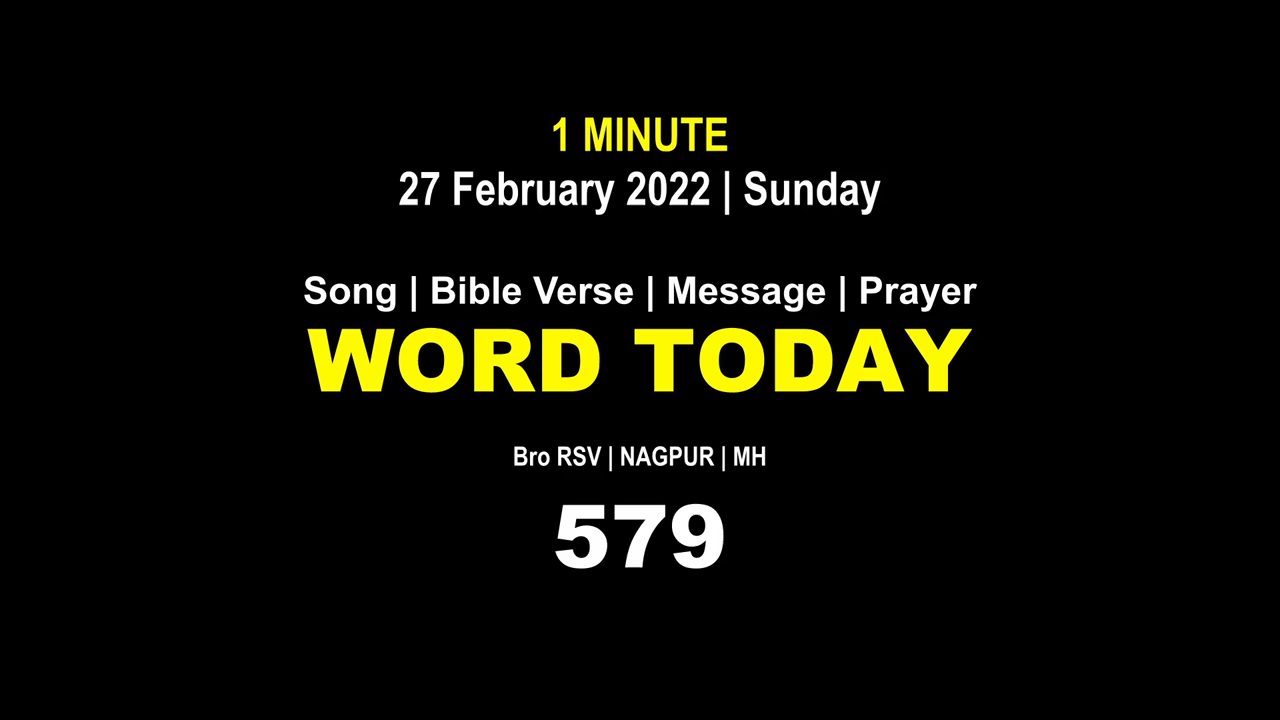 1 MINUTE
27 February 2022 | Sunday
Song | Bible Verse | Message | Prayer
WORD TODAY
Bro RSV | NAGPUR | MH
579